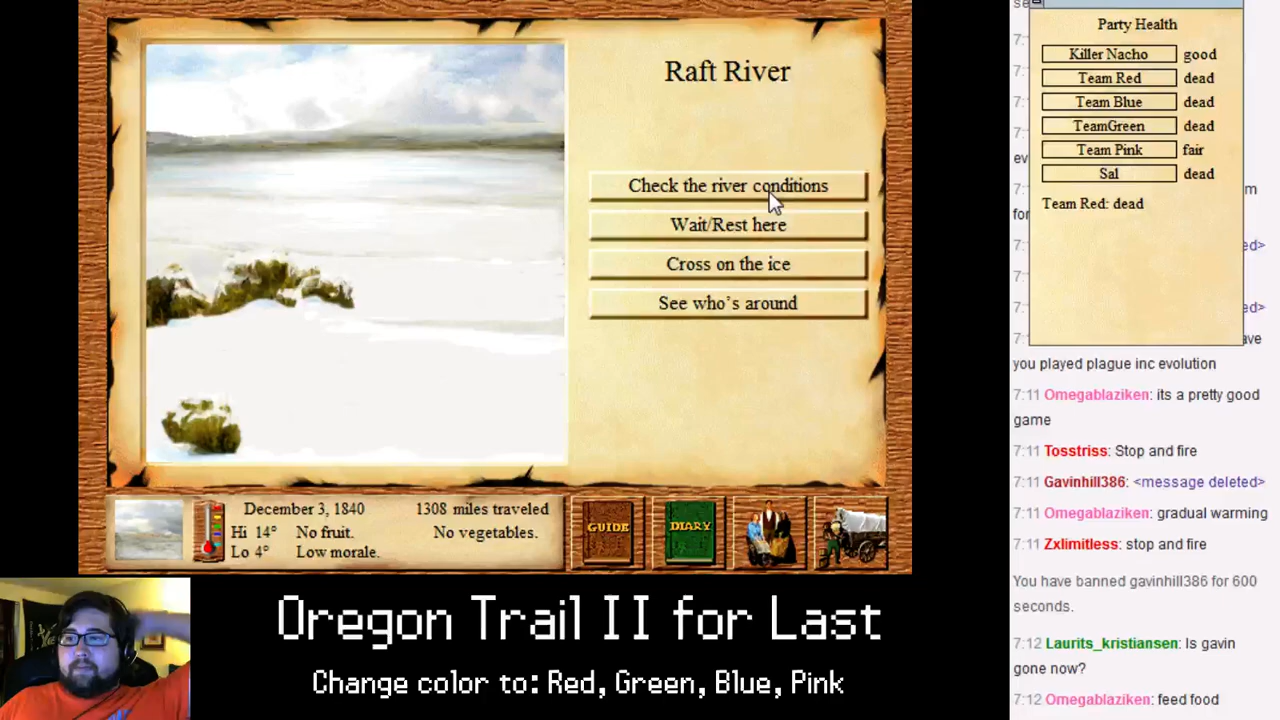 Raft River
Check the river conditions
Wait/Rest here
Cross on the ice
See who's around
December 3, 1840
1308 miles traveled
Hi 14°
No fruit.
No vegetables.
Lo 4°
Low morale.
GUIDE
DIARY
Oregon Trail II for Last
Change color to: Red, Green, Blue, Pink
Party Health
Killer Nacho good
Team Red dead
Team Blue dead
TeamGreen dead
Team Pink fair
Sal dead
Team Red: dead
you played plague inc evolution
7:11 Omegablaziken: its a pretty good
game
7:11 Tosstriss: Stop and fire
7:11 Gavinhill386: <message deleted>
7:11 Omegablaziken: gradual warming
7:11 Zxlimitless: stop and fire
You have banned gavinhill386 for 600
seconds.
7:12 Laurits_kristiansen: Is gavin
gone now?
7:12 Omegablaziken: feed food